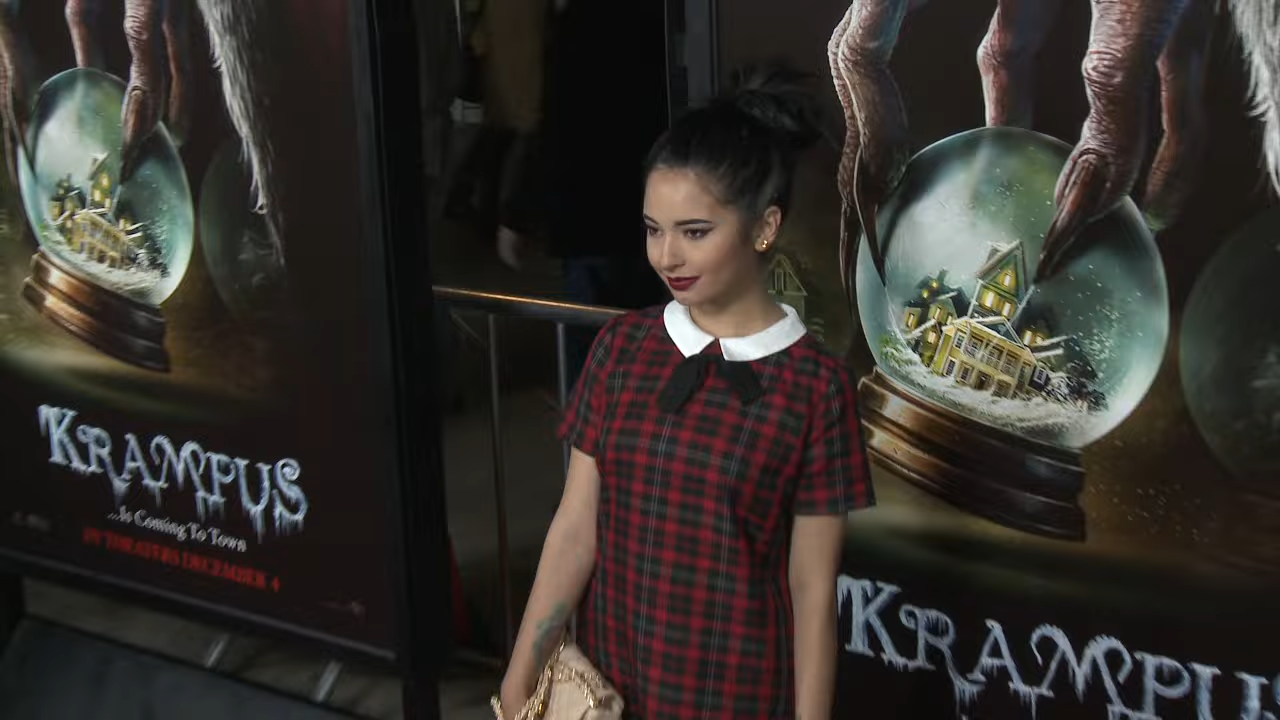 KRAMPUS
...Is Coming To Town
IN THEATERS DECEMBER 4
KRAMPUS